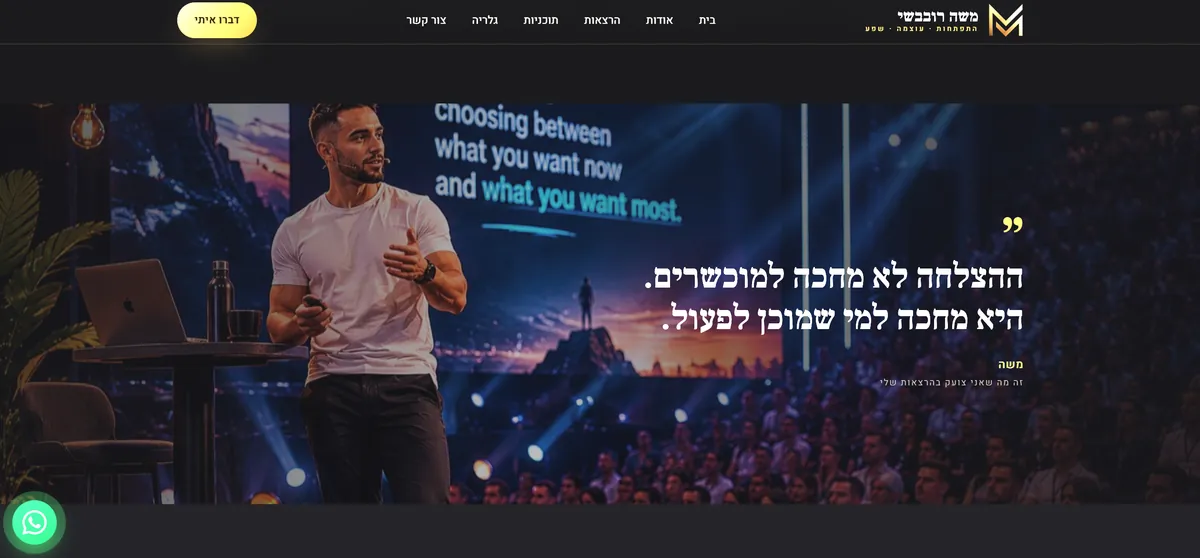 משה רובבשי
התפתחות · עוצמה · שפע
בית
אודות
הרצאות
תוכניות
גלריה
צור קשר
דברו איתי
choosing between
what you want now
and what you want most.
”
ההצלחה לא מחכה למוכשרים.
היא מחכה למי שמוכן לפעול.
משה
זה מה שאני צועק בהרצאות שלי